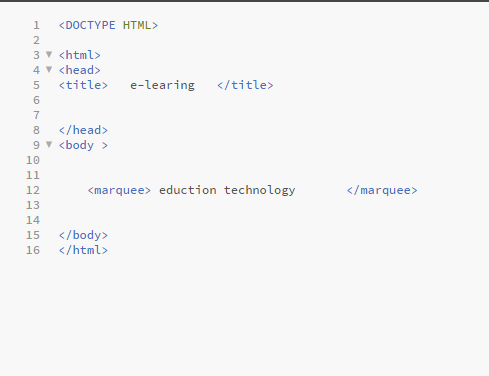 1 <DOCTYPE HTML>
2
3 <html>
4 <head>
5 <title>   e-learing   </title>
6
7
8 </head>
9 <body >
10
11
12     <marquee> eduction technology       </marquee>
13
14
15 </body>
16 </html>